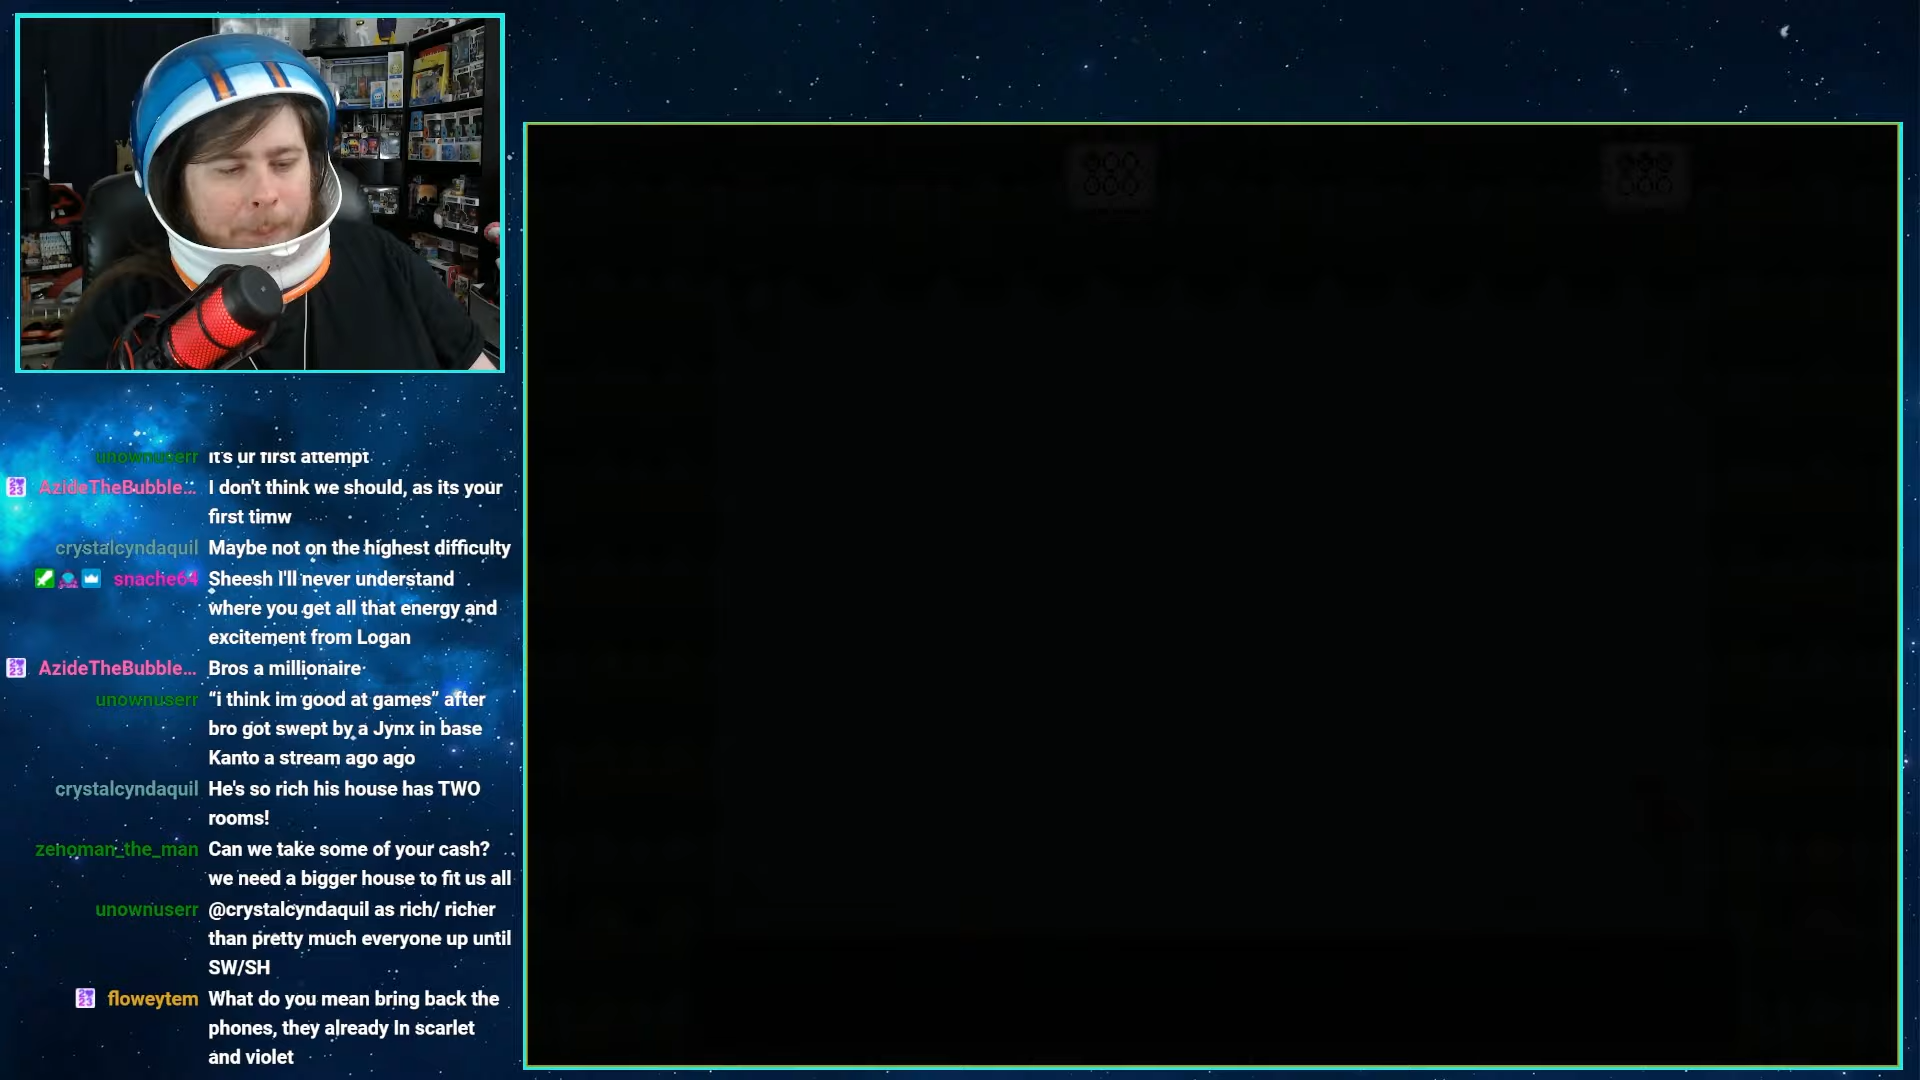 unownuserr it's ur first attempt
AzideTheBubble... I don't think we should, as its your
first timw
crystalcyndaquil Maybe not on the highest difficulty
snache64 Sheesh I'll never understand
where you get all that energy and
excitement from Logan
AzideTheBubble... Bros a millionaire
unownuserr “i think im good at games” after
bro got swept by a Jynx in base
Kanto a stream ago ago
crystalcyndaquil He's so rich his house has TWO
rooms!
zenoman_the_man Can we take some of your cash?
we need a bigger house to fit us all
unownuserr @crystalcyndaquil as rich/ richer
than pretty much everyone up until
SW/SH
floweytem What do you mean bring back the
phones, they already In scarlet
and violet